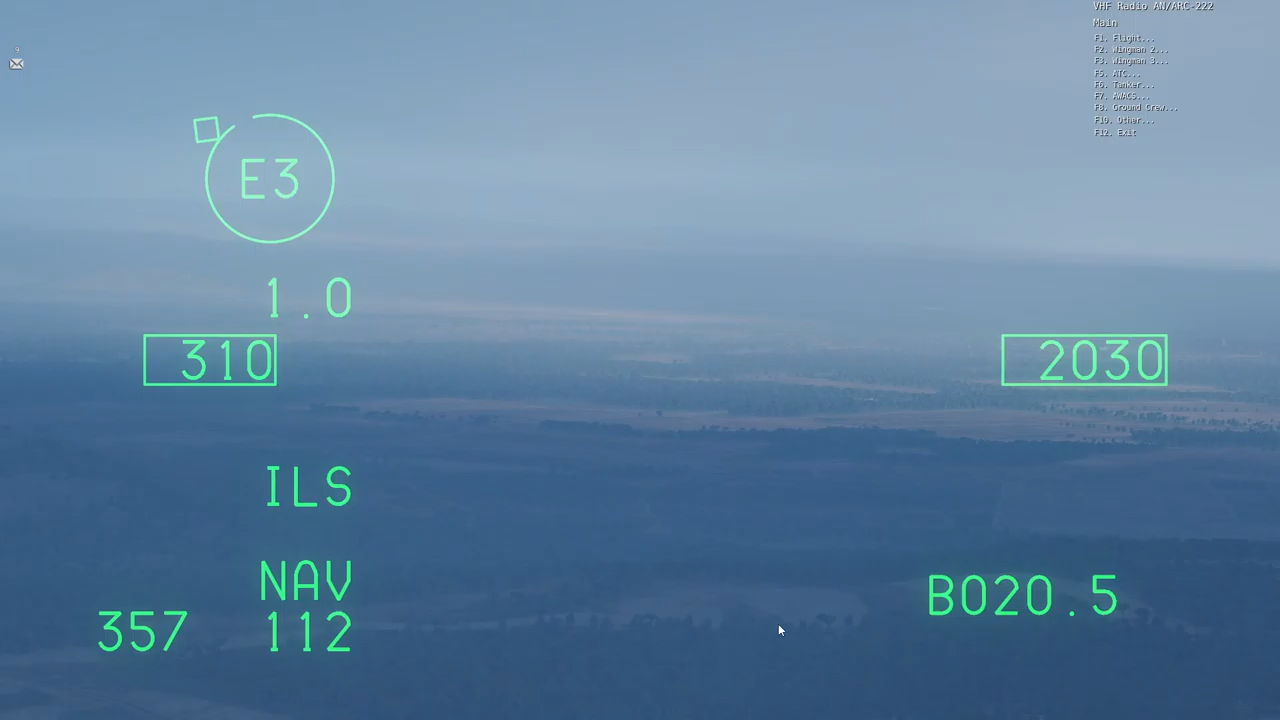 VHF Radio AN/ARC-222
Main
F1. Flight...
F2. Wingman 2...
F3. Wingman 3...
F5. ATC...
F6. Tanker...
F7. AWACS...
F8. Ground Crew...
F10. Other...
F12. Exit
9
E3
1.0
310
2030
ILS
NAV
B020.5
357 112